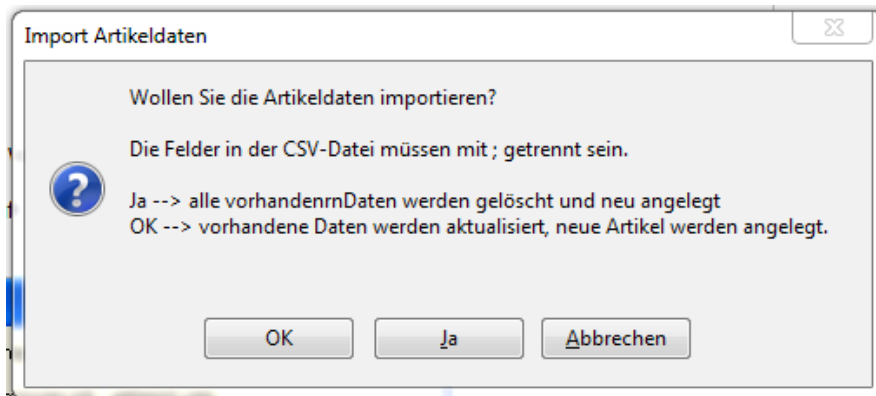 Import Artikeldaten
Wollen Sie die Artikeldaten importieren?
Die Felder in der CSV-Datei müssen mit ; getrennt sein.
Ja --> alle vorhandenrnDaten werden gelöscht und neu angelegt
OK --> vorhandene Daten werden aktualisiert, neue Artikel werden angelegt.
OK
Ja
Abbrechen